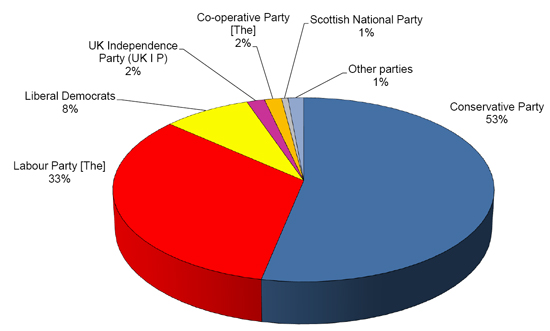 Co-operative Party
[The]
2%
Scottish National Party
1%
UK Independence
Party (UK I P)
2%
Other parties
1%
Liberal Democrats
8%
Conservative Party
53%
Labour Party [The]
33%